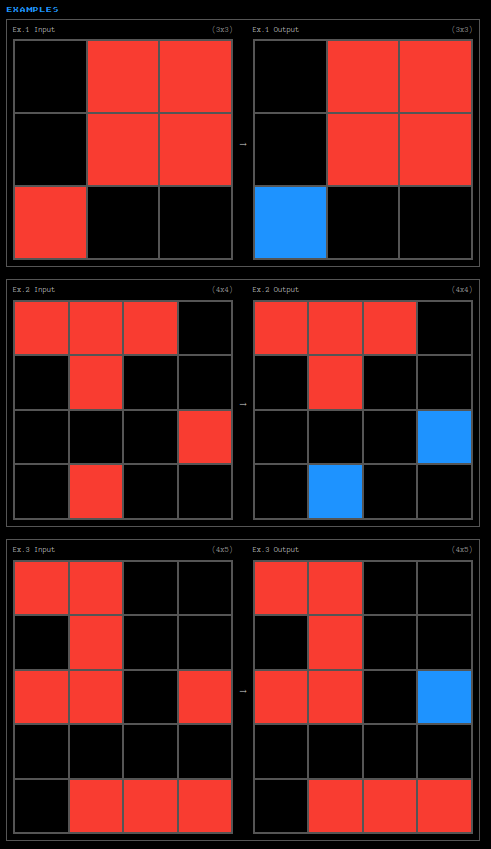 EXAMPLES
Ex.1 Input (3x3) Ex.1 Output (3x3)
→
Ex.2 Input (4x4) Ex.2 Output (4x4)
→
Ex.3 Input (4x5) Ex.3 Output (4x5)
→